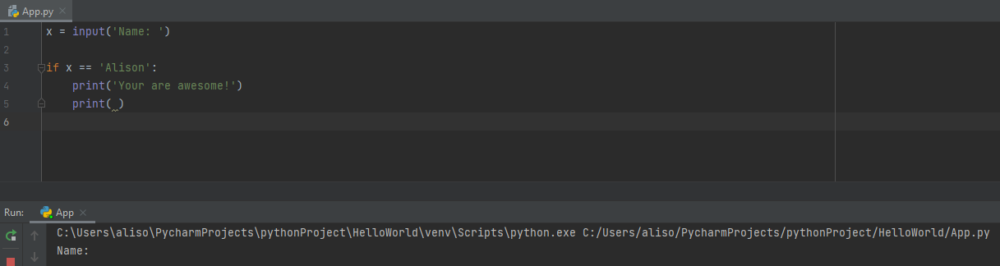 App.py
1 x = input('Name: ')
2
3 if x == 'Alison':
4     print('Your are awesome!')
5     print( )
6
Run: App
C:\Users\aliso\PycharmProjects\pythonProject\HelloWorld\venv\Scripts\python.exe C:/Users/aliso/PycharmProjects/pythonProject/HelloWorld/App.py
Name: